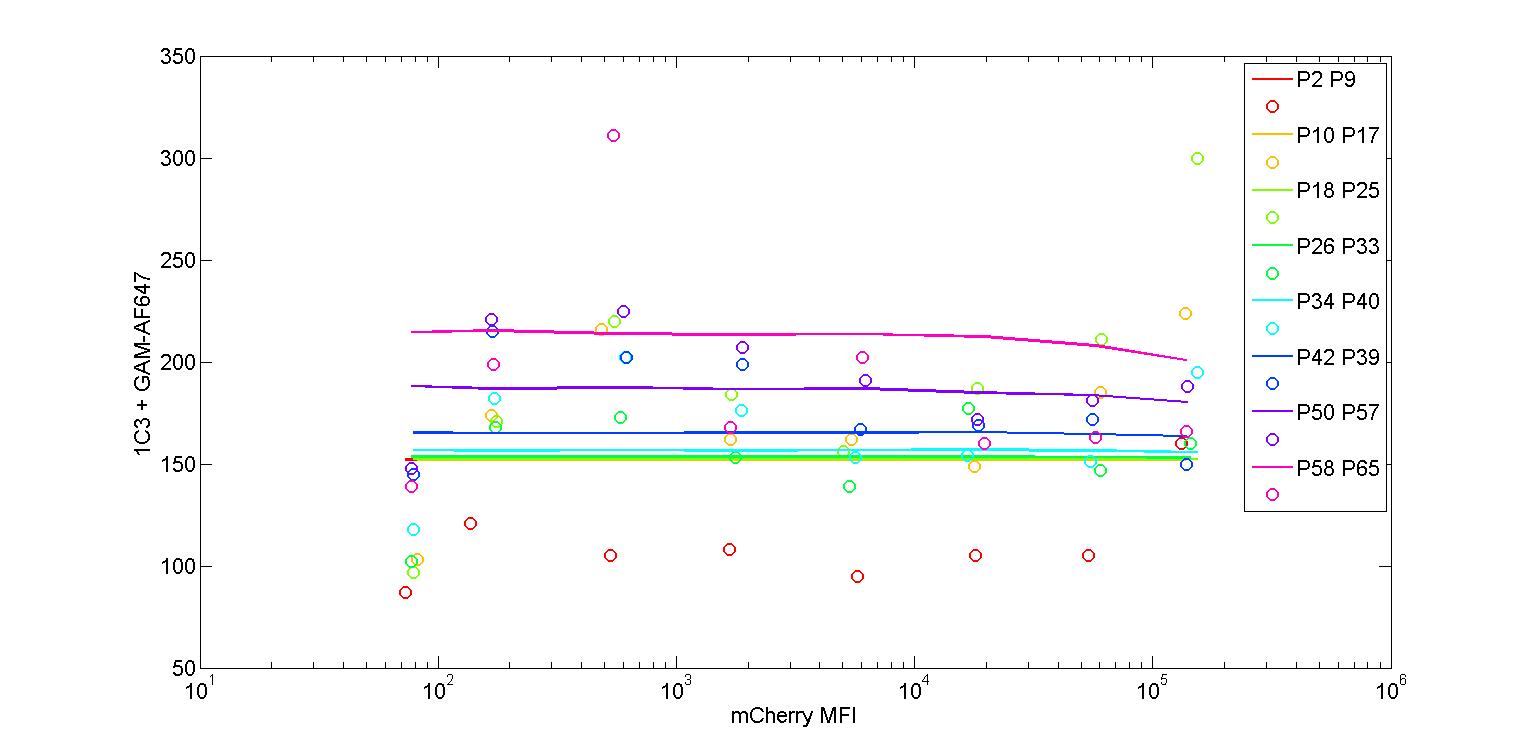 350
300
250
200
150
100
50
1C3 + GAM-AF647
10^1
10^2
10^3
10^4
10^5
10^6
mCherry MFI
P2 P9
P10 P17
P18 P25
P26 P33
P34 P40
P42 P39
P50 P57
P58 P65